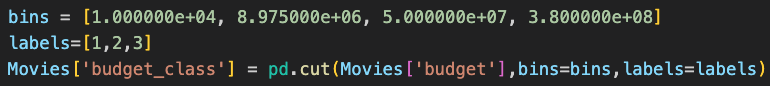 bins = [1.000000e+04, 8.975000e+06, 5.000000e+07, 3.800000e+08]
labels=[1,2,3]
Movies['budget_class'] = pd.cut(Movies['budget'],bins=bins,labels=labels)